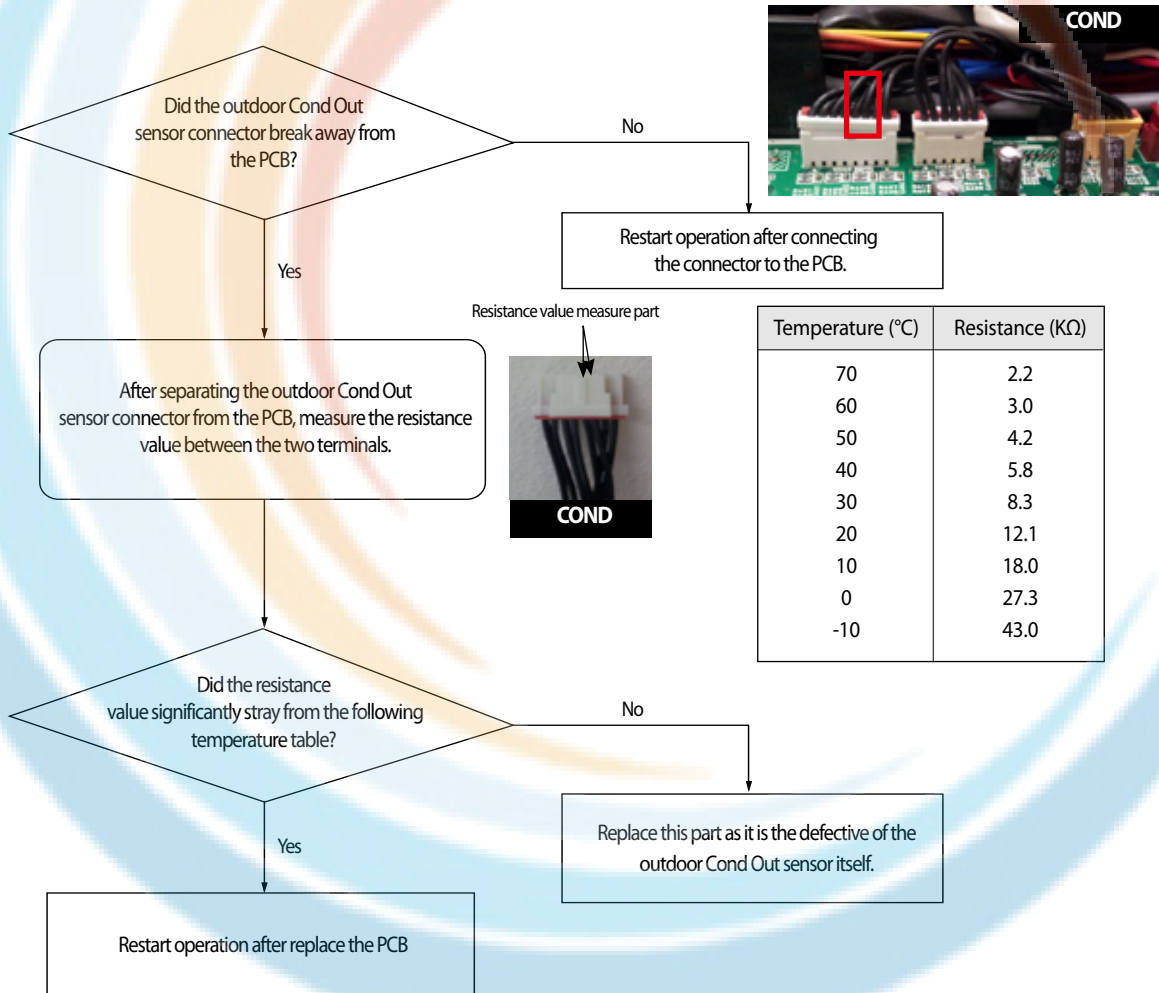 COND
Did the outdoor Cond Out
sensor connector break away from
the PCB?
No
Restart operation after connecting
the connector to the PCB.
Yes
Resistance value measure part
COND
After separating the outdoor Cond Out
sensor connector from the PCB, measure the resistance
value between the two terminals.
Temperature (°C) Resistance (KΩ)
70 2.2
60 3.0
50 4.2
40 5.8
30 8.3
20 12.1
10 18.0
0 27.3
-10 43.0
Did the resistance
value significantly stray from the following
temperature table?
No
Replace this part as it is the defective of the
outdoor Cond Out sensor itself.
Yes
Restart operation after replace the PCB